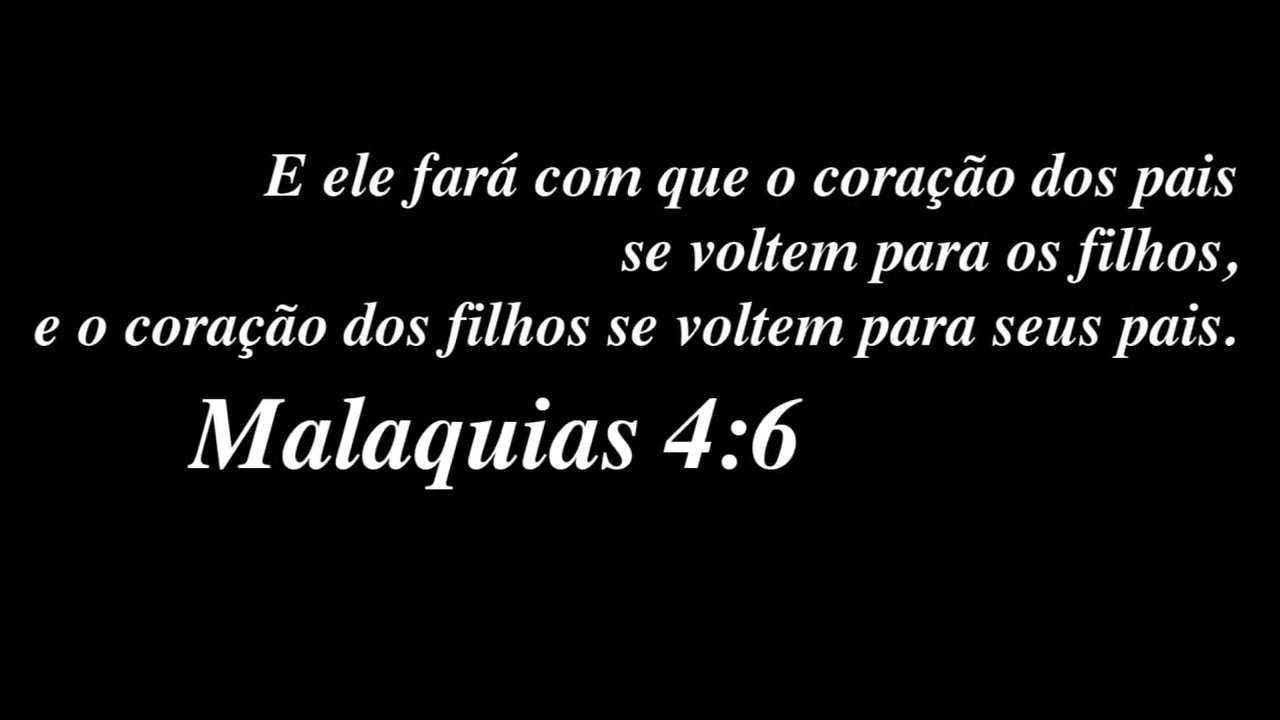 E ele fará com que o coração dos pais
se voltem para os filhos,
e o coração dos filhos se voltem para seus pais.
Malaquias 4:6